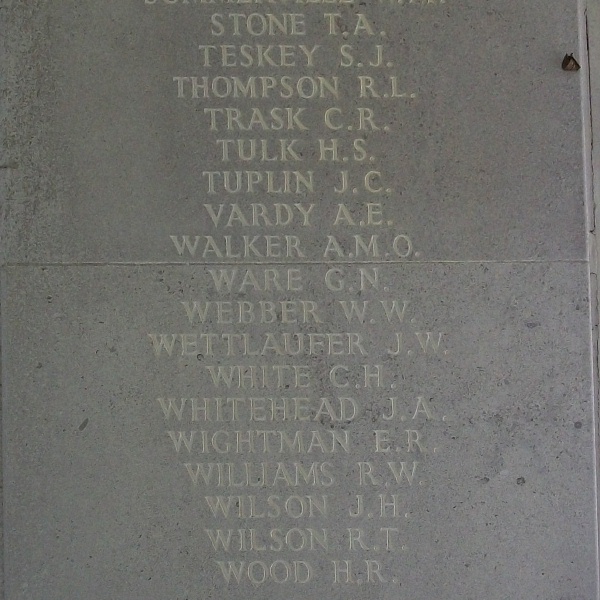 STONE T.A.
TESKEY S.J.
THOMPSON R.L.
TRASK C.R.
TULK H.S.
TUPLIN J.C.
VARDY A.E.
WALKER A.M.O.
WARE G.N.
WEBBER W.W.
WETTLAUFER J.W.
WHITE C.H.
WHITEHEAD J.A.
WIGHTMAN E.R.
WILLIAMS R.W.
WILSON J.H.
WILSON R.T.
WOOD H.R.